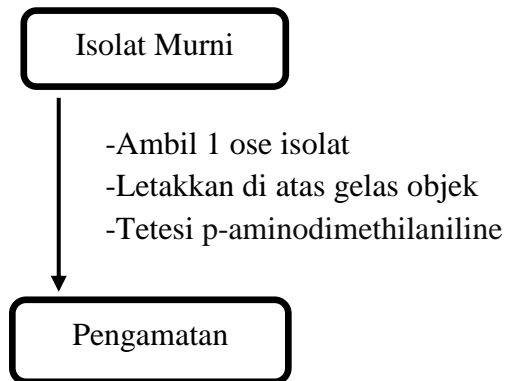 Isolat Murni
-Ambil 1 ose isolat
-Letakkan di atas gelas objek
-Tetesi p-aminodimethilaniline
Pengamatan